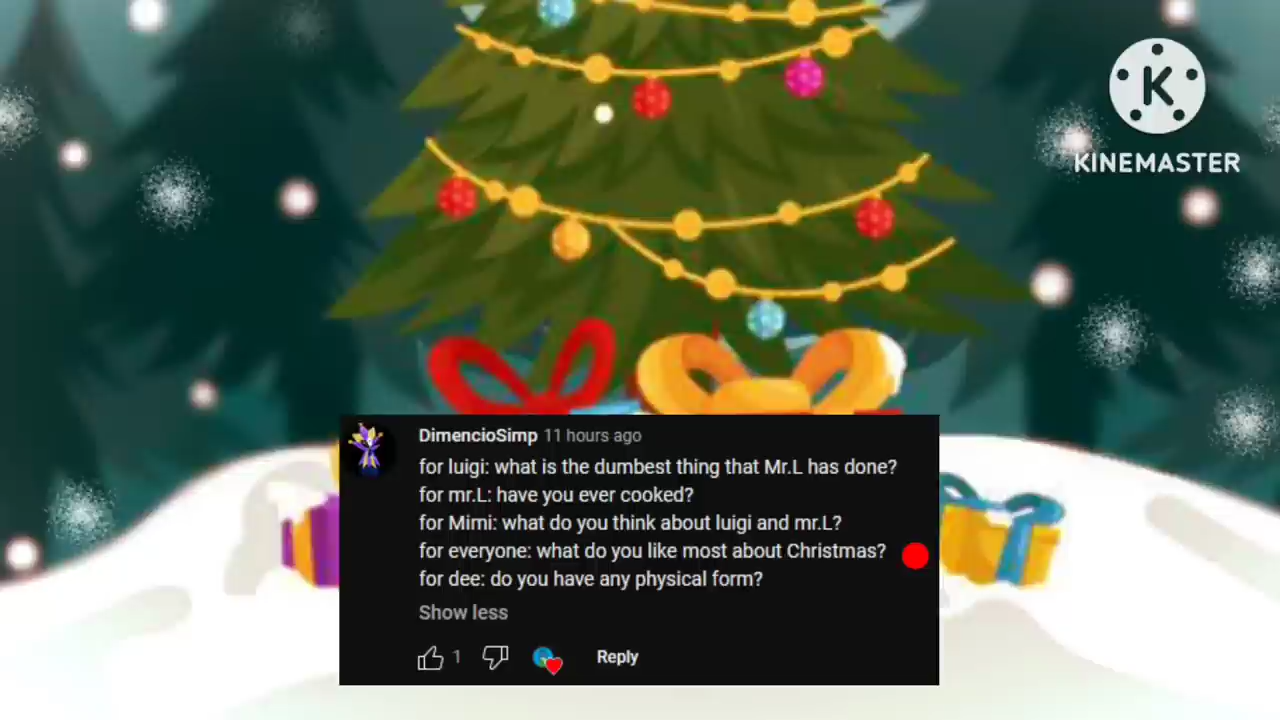 K
KINEMASTER
DimencioSimp 11 hours ago
for luigi: what is the dumbest thing that Mr.L has done?
for mr.L: have you ever cooked?
for Mimi: what do you think about luigi and mr.L?
for everyone: what do you like most about Christmas?
for dee: do you have any physical form?
Show less
1
Reply